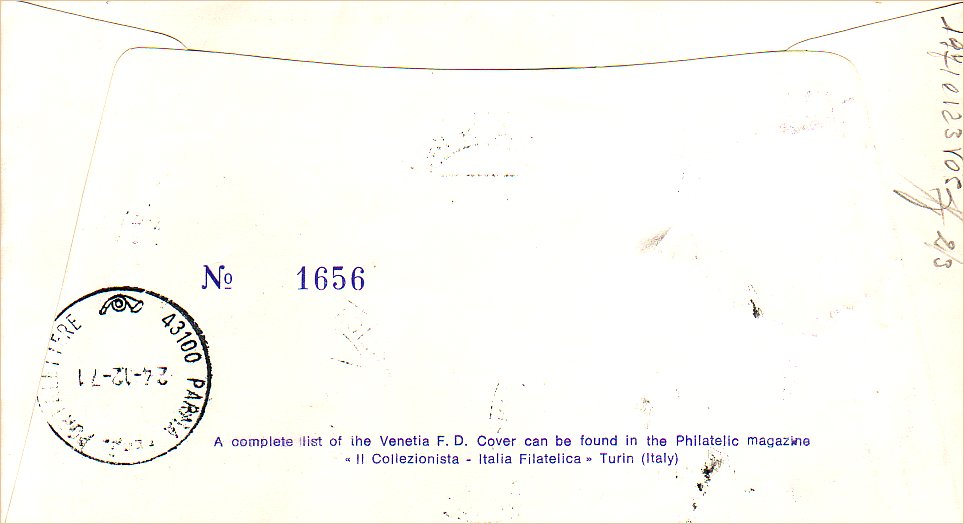 № 1656
43100 PARMA
24-12-71
A complete list of the Venetia F. D. Cover can be found in the Philatelic magazine
« Il Collezionista - Italia Filatelica » Turin (Italy)